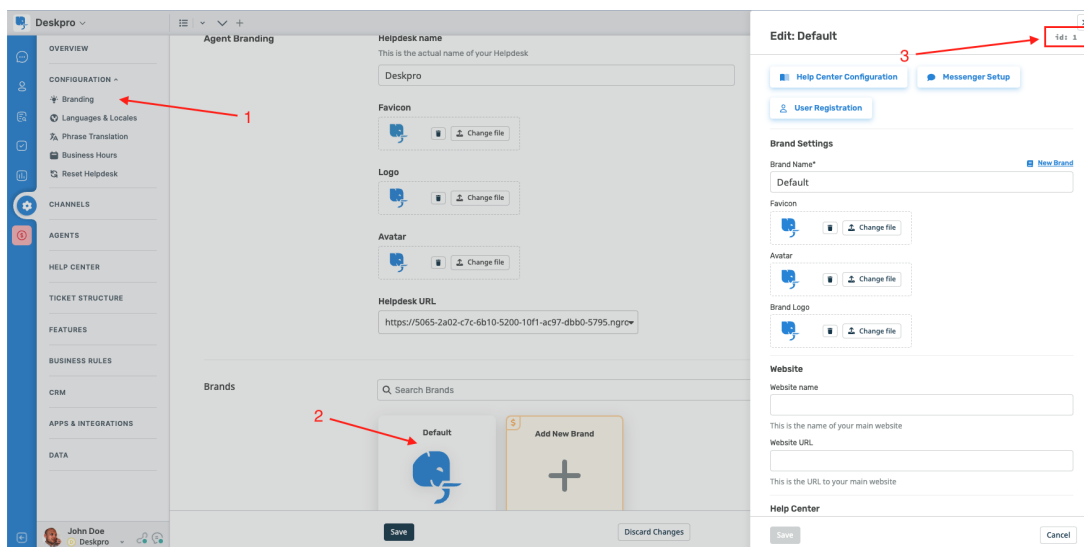 Deskpro
OVERVIEW
CONFIGURATION
Branding
Languages & Locales
Phrase Translation
Business Hours
Reset Helpdesk
CHANNELS
AGENTS
HELP CENTER
TICKET STRUCTURE
FEATURES
BUSINESS RULES
CRM
APPS & INTEGRATIONS
DATA
John Doe
Deskpro
1
Agent Branding
Helpdesk name
This is the actual name of your Helpdesk
Deskpro
Favicon
Change file
Logo
Change file
Avatar
Change file
Helpdesk URL
https://5065-2a02-c7c-6b10-5200-10f1-ac97-dbb0-5795.ngro
Brands
Search Brands
2
Default
$
Add New Brand
Save
Discard Changes
Edit: Default
3
id: 1
Help Center Configuration
Messenger Setup
User Registration
Brand Settings
Brand Name*
New Brand
Default
Favicon
Change file
Avatar
Change file
Brand Logo
Change file
Website
Website name
This is the name of your main website
Website URL
This is the URL to your main website
Help Center
Save
Cancel